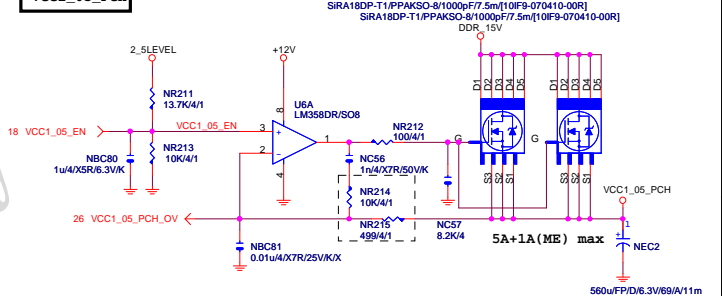 SiRA18DP-T1/PPAKSO-8/1000pF/7.5m/[10IF9-070410-00R]
SiRA18DP-T1/PPAKSO-8/1000pF/7.5m/[10IF9-070410-00R]
DDR_15V
2_5LEVEL
+12V
D1 D2 D3 D4 D5
D1 D2 D3 D4 D5
NR211
13.7K/4/1
U6A
LM358DR/SO8
8
18 VCC1_05_EN
VCC1_05_EN
3
+
2
-
1
4
NR212
100/4/1
G
G
NBC80
1u/4/X5R/6.3V/K
NR213
10K/4/1
NC56
1n/4/X7R/50V/K
S3 S2 S1
S3 S2 S1
NR214
10K/4/1
VCC1_05_PCH
26 VCC1_05_PCH_OV
NR215
499/4/1
NC57
8.2K/4
5A+1A(ME) max
1
+
NEC2
NBC81
0.01u/4/X7R/25V/K/X
560u/FP/D/6.3V/69/A/11m